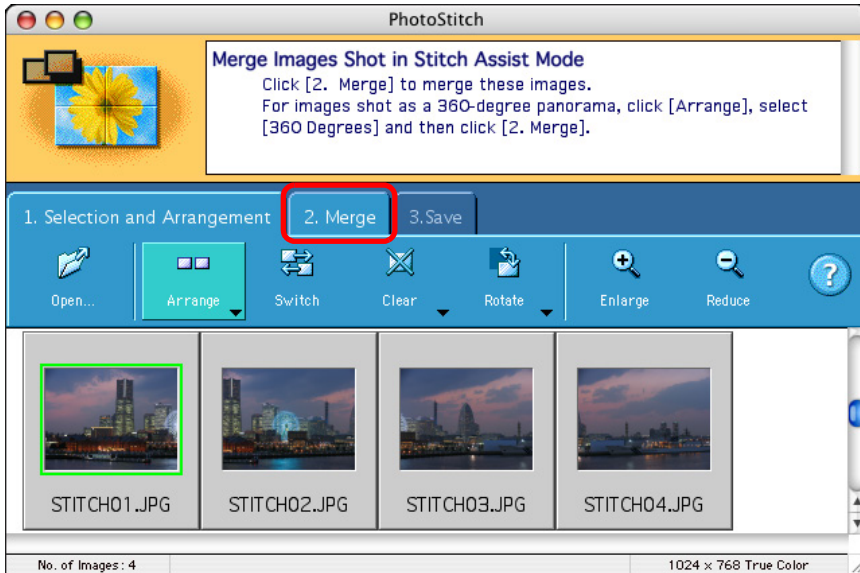 PhotoStitch
Merge Images Shot in Stitch Assist Mode
Click [2. Merge] to merge these images.
For images shot as a 360-degree panorama, click [Arrange], select
[360 Degrees] and then click [2. Merge].
1. Selection and Arrangement 2. Merge 3.Save
Open... Arrange Switch Clear Rotate Enlarge Reduce ?
STITCH01.JPG STITCH02.JPG STITCH03.JPG STITCH04.JPG
No. of Images: 4 1024 x 768 True Color